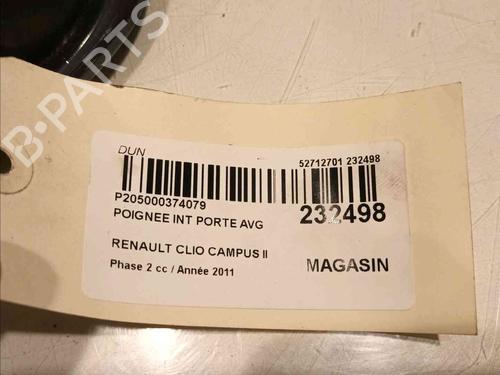 B-PARTS
DUN
52712701 232498
P205000374079
POIGNEE INT PORTE AVG
232498
RENAULT CLIO CAMPUS II
Phase 2 cc / Année 2011
MAGASIN